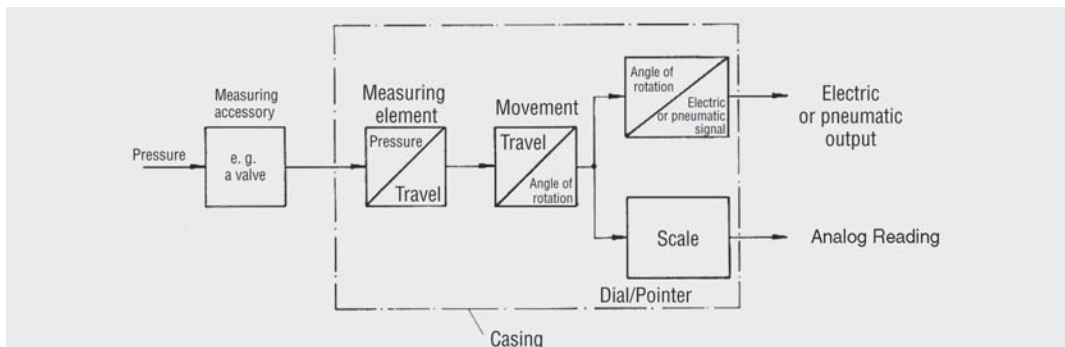 Measuring
accessory
Pressure
e. g.
a valve
Measuring
element
Pressure
Travel
Movement
Travel
Angle of
rotation
Angle of
rotation
Electric
or pneumatic
signal
Electric
or pneumatic
output
Scale
Analog Reading
Dial/Pointer
Casing